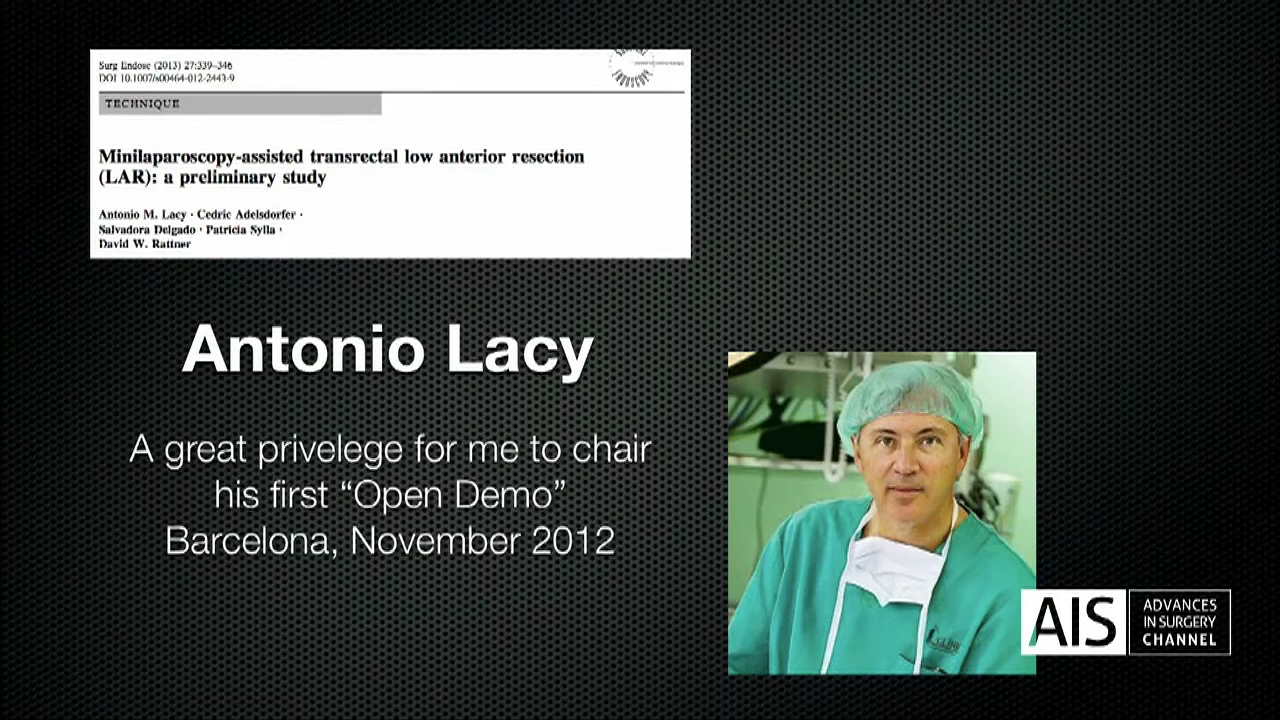 Surg Endosc (2013) 27:339–346
DOI 10.1007/s00464-012-2443-9
TECHNIQUE
Minilaparoscopy-assisted transrectal low anterior resection
(LAR): a preliminary study
Antonio M. Lacy · Cedric Adelsdorfer ·
Salvadora Delgado · Patricia Sylla ·
David W. Rattner
Antonio Lacy
A great privelege for me to chair
his first “Open Demo”
Barcelona, November 2012
AIS
ADVANCES
IN SURGERY
CHANNEL